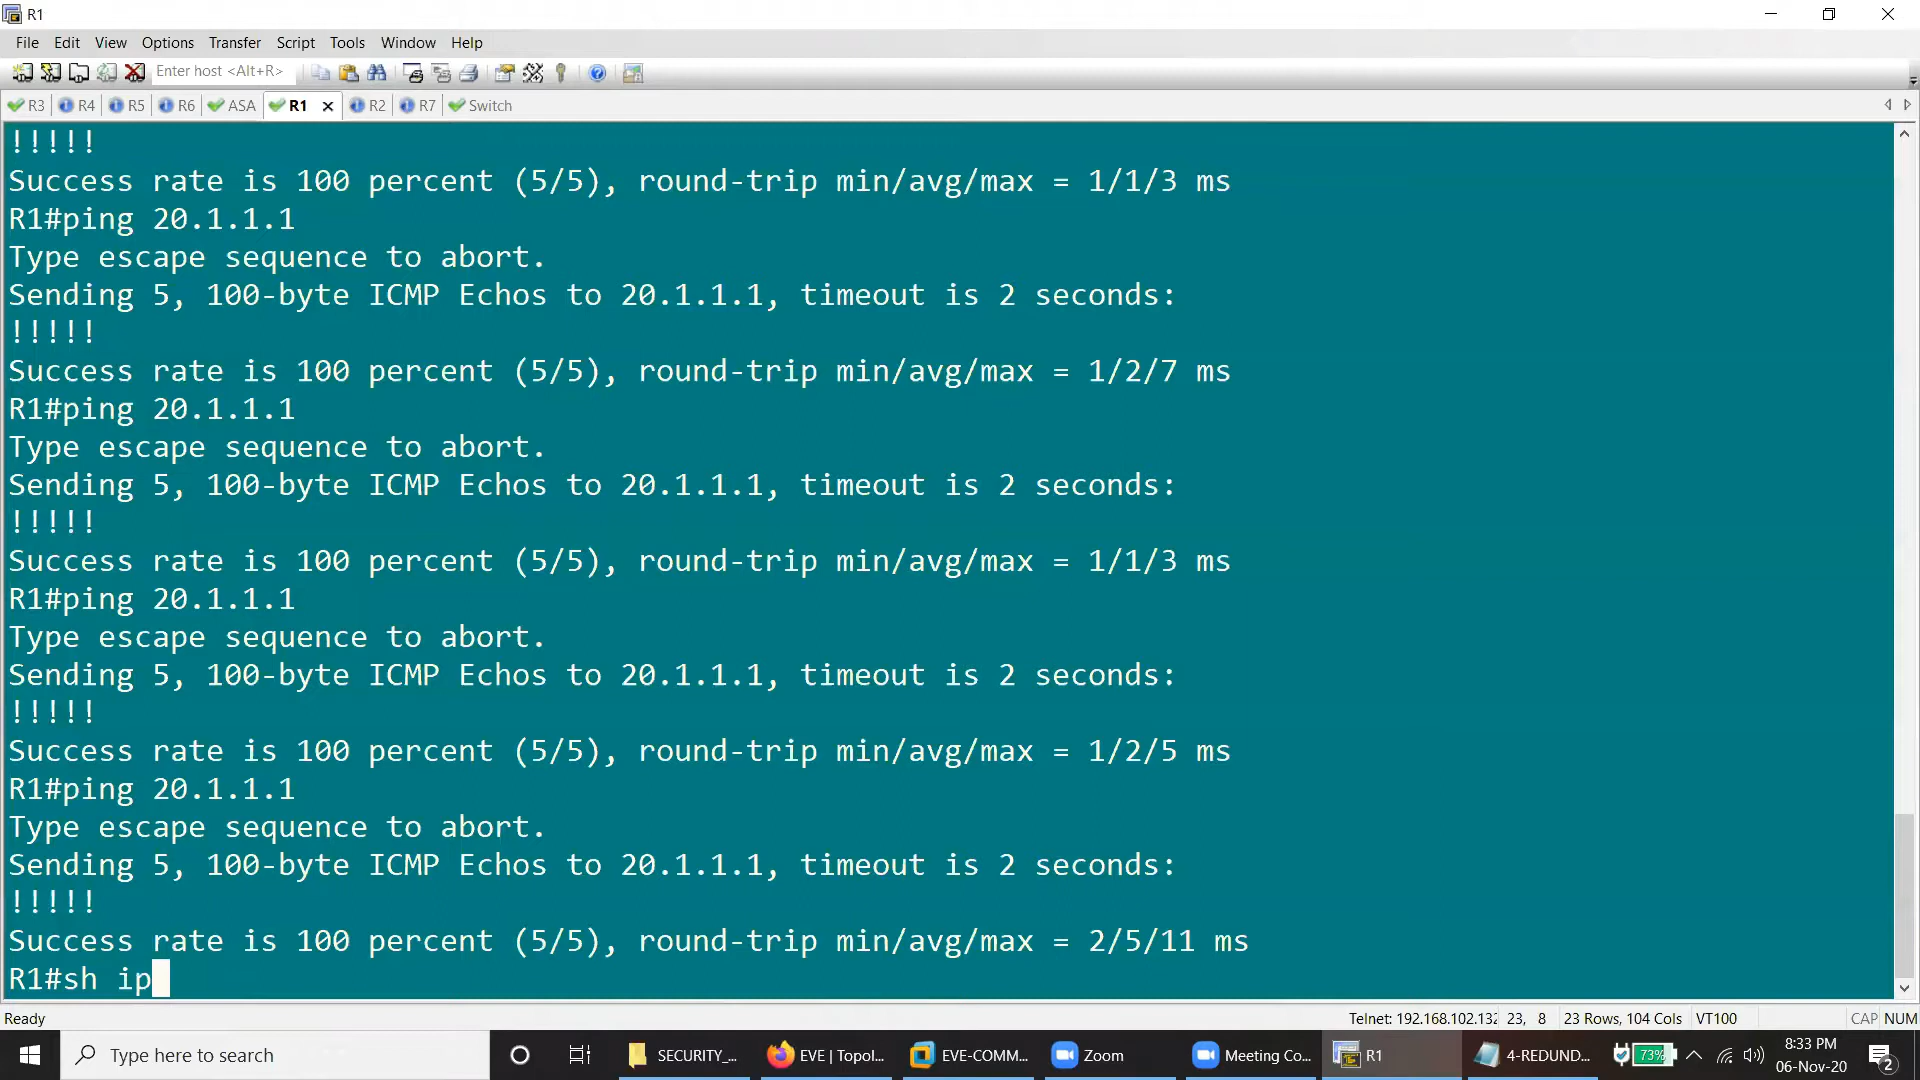 R1
File Edit View Options Transfer Script Tools Window Help
Enter host <Alt+R>
R3 R4 R5 R6 ASA R1 R2 R7 Switch
!!!!!
Success rate is 100 percent (5/5), round-trip min/avg/max = 1/1/3 ms
R1#ping 20.1.1.1
Type escape sequence to abort.
Sending 5, 100-byte ICMP Echos to 20.1.1.1, timeout is 2 seconds:
!!!!!
Success rate is 100 percent (5/5), round-trip min/avg/max = 1/2/7 ms
R1#ping 20.1.1.1
Type escape sequence to abort.
Sending 5, 100-byte ICMP Echos to 20.1.1.1, timeout is 2 seconds:
!!!!!
Success rate is 100 percent (5/5), round-trip min/avg/max = 1/1/3 ms
R1#ping 20.1.1.1
Type escape sequence to abort.
Sending 5, 100-byte ICMP Echos to 20.1.1.1, timeout is 2 seconds:
!!!!!
Success rate is 100 percent (5/5), round-trip min/avg/max = 1/2/5 ms
R1#ping 20.1.1.1
Type escape sequence to abort.
Sending 5, 100-byte ICMP Echos to 20.1.1.1, timeout is 2 seconds:
!!!!!
Success rate is 100 percent (5/5), round-trip min/avg/max = 2/5/11 ms
R1#sh ip
Ready Telnet: 192.168.102.132 23, 8 23 Rows, 104 Cols VT100 CAP NUM
Type here to search SECURITY_... EVE | Topol... EVE-COMM... Zoom Meeting Co... R1 4-REDUND... 73% 8:33 PM
06-Nov-20 2